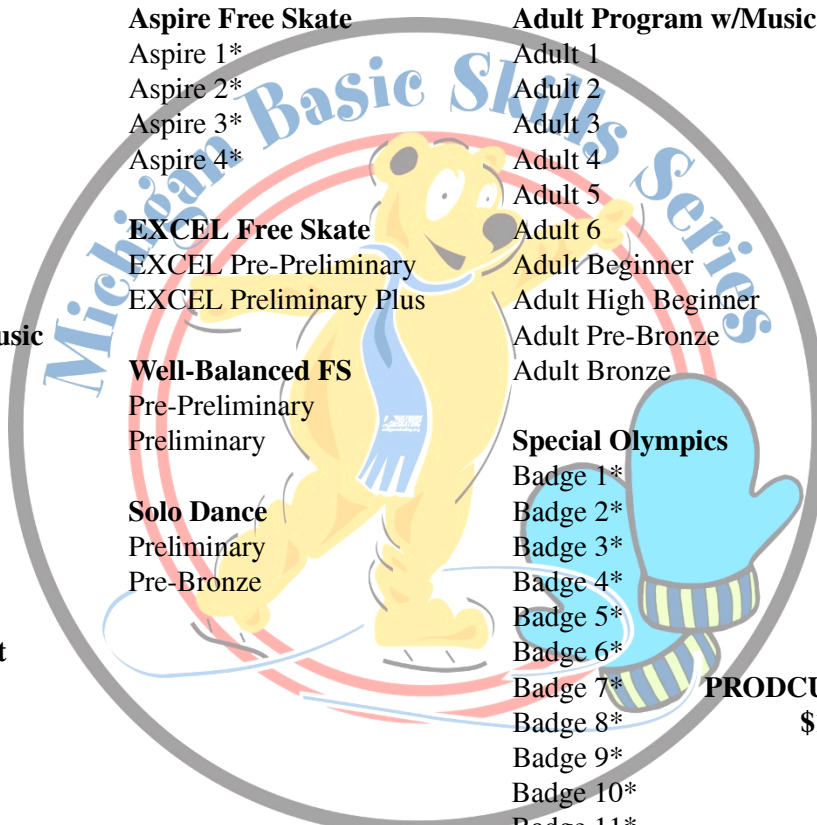 Michigan Basic Skills Series
Aspire Free Skate
Aspire 1*
Aspire 2*
Aspire 3*
Aspire 4*
EXCEL Free Skate
EXCEL Pre-Preliminary
EXCEL Preliminary Plus
usic
Well-Balanced FS
Pre-Preliminary
Preliminary
Solo Dance
Preliminary
Pre-Bronze
t
Adult Program w/Music
Adult 1
Adult 2
Adult 3
Adult 4
Adult 5
Adult 6
Adult Beginner
Adult High Beginner
Adult Pre-Bronze
Adult Bronze
Special Olympics
Badge 1*
Badge 2*
Badge 3*
Badge 4*
Badge 5*
Badge 6*
Badge 7*
Badge 8*
Badge 9*
Badge 10*
Badge 11*
PRODCU
$